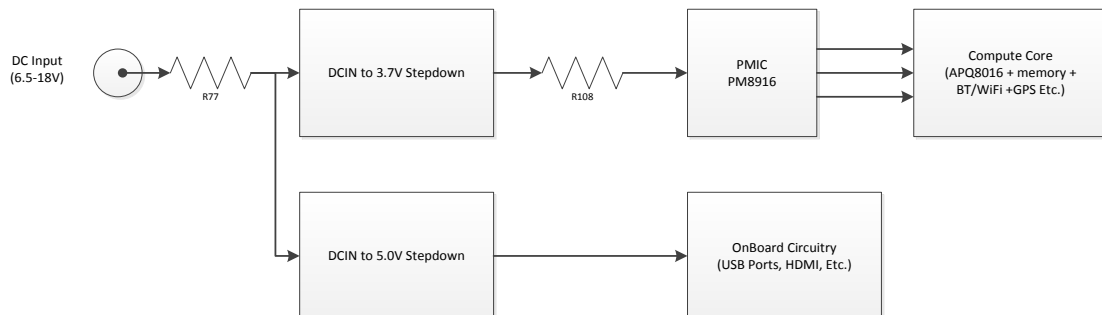 DC Input
(6.5-18V)
R77
DCIN to 3.7V Stepdown
R108
PMIC
PM8916
Compute Core
(APQ8016 + memory +
BT/WiFi +GPS Etc.)
DCIN to 5.0V Stepdown
OnBoard Circuitry
(USB Ports, HDMI, Etc.)